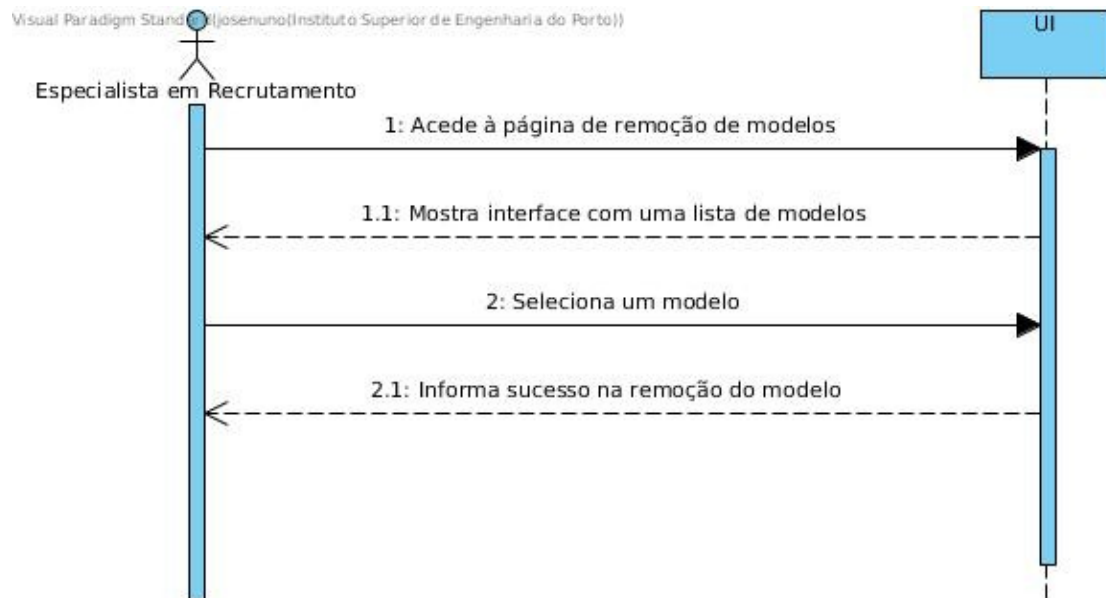 Visual Paradigm Stand (josenuno(Instituto Superior de Engenharia do Porto))
UI
Especialista em Recrutamento
1: Acede à página de remoção de modelos
1.1: Mostra interface com uma lista de modelos
2: Seleciona um modelo
2.1: Informa sucesso na remoção do modelo